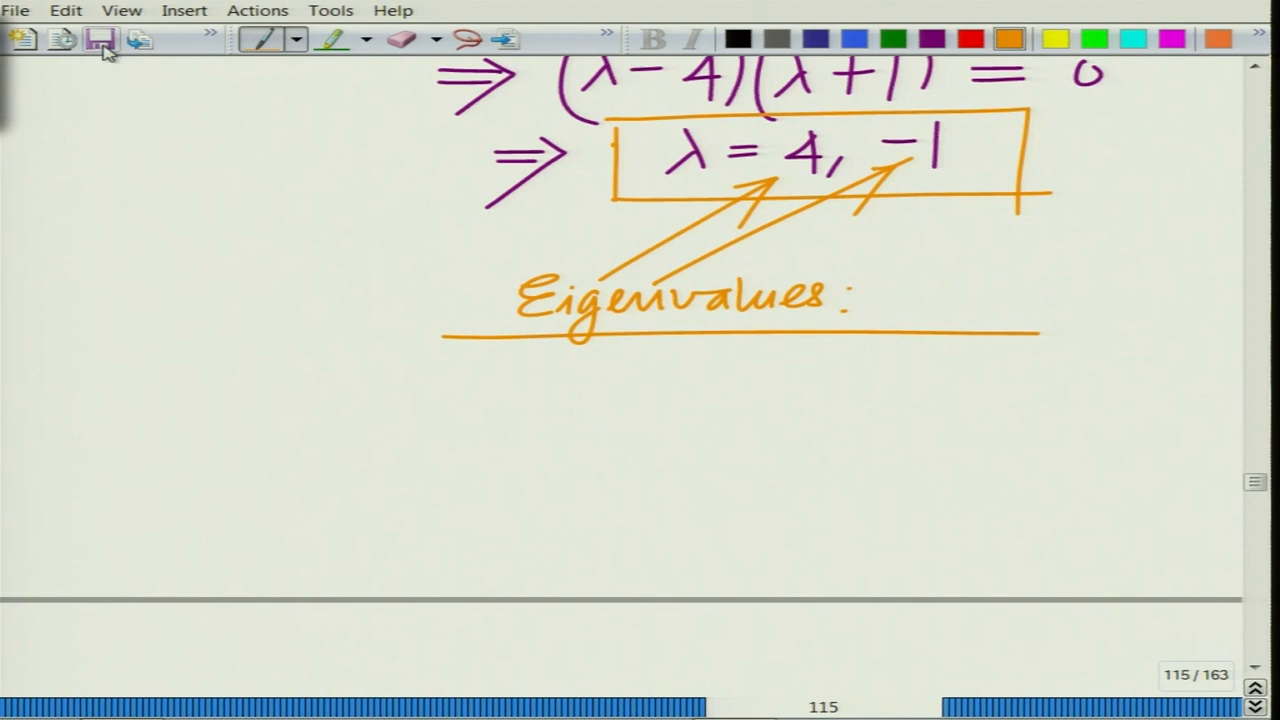 File Edit View Insert Actions Tools Help
B I
⇒ (λ - 4)(λ + 1) = 0
⇒ λ = 4, -1
Eigenvalues:
115 / 163
115